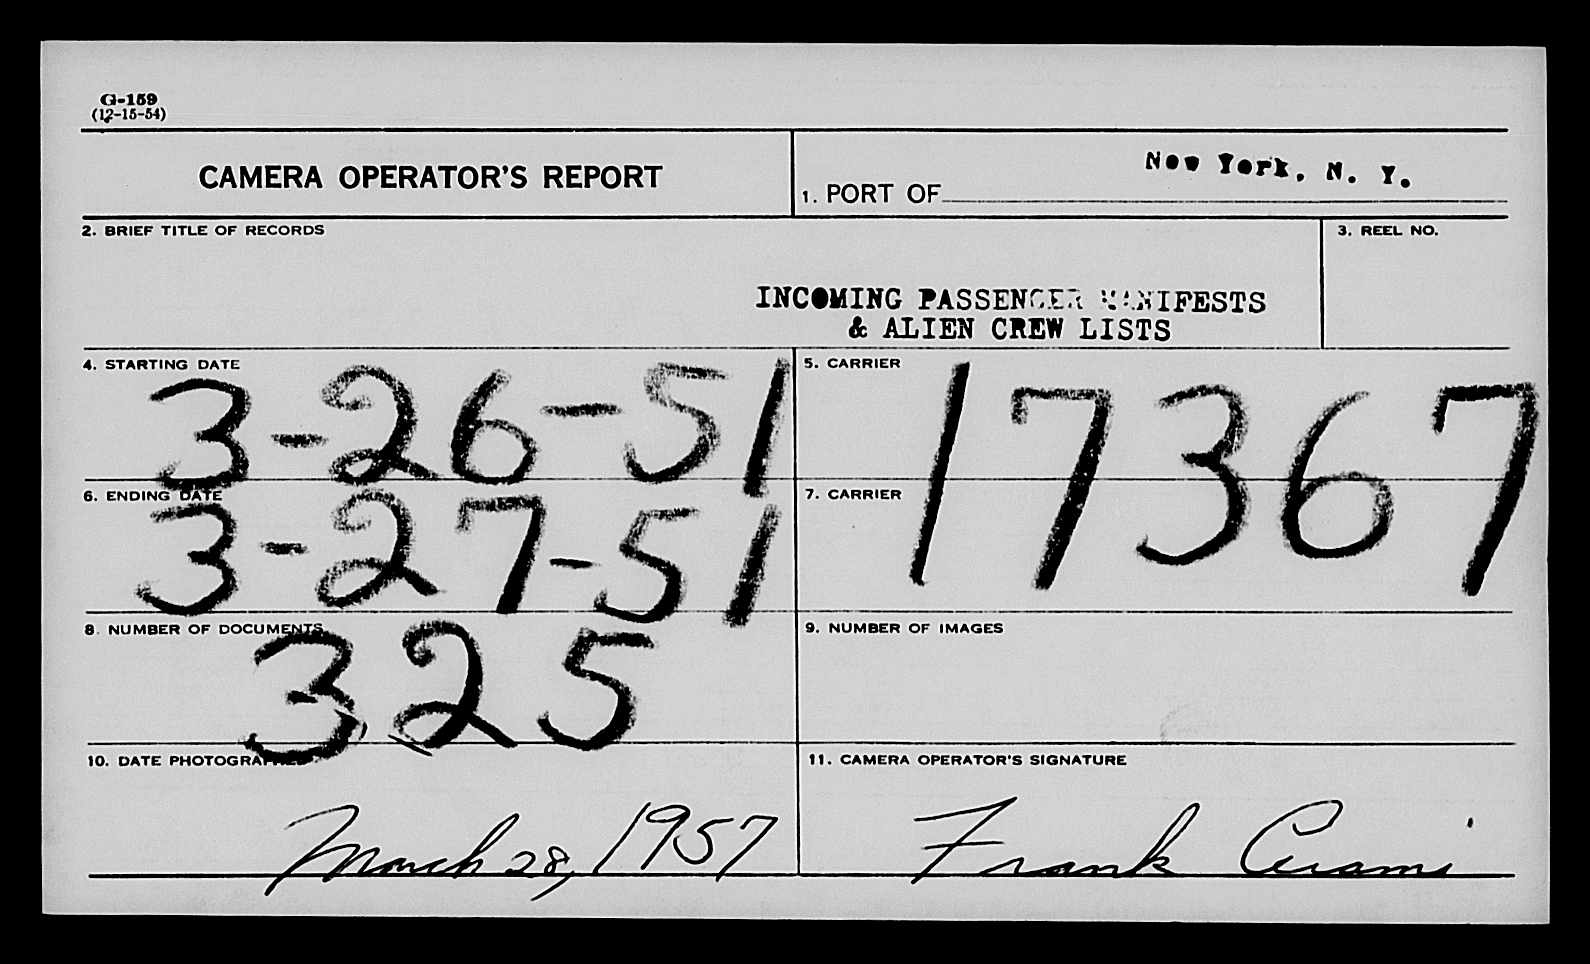 G-159
(12-15-54)
CAMERA OPERATOR'S REPORT
1. PORT OF New York, N. Y.
2. BRIEF TITLE OF RECORDS
3. REEL NO.
INCOMING PASSENGER MANIFESTS
& ALIEN CREW LISTS
4. STARTING DATE
3-26-51
5. CARRIER
17367
6. ENDING DATE
3-27-51
7. CARRIER
8. NUMBER OF DOCUMENTS
325
9. NUMBER OF IMAGES
10. DATE PHOTOGRAPHED
March 28, 1957
11. CAMERA OPERATOR'S SIGNATURE
Frank Cerami